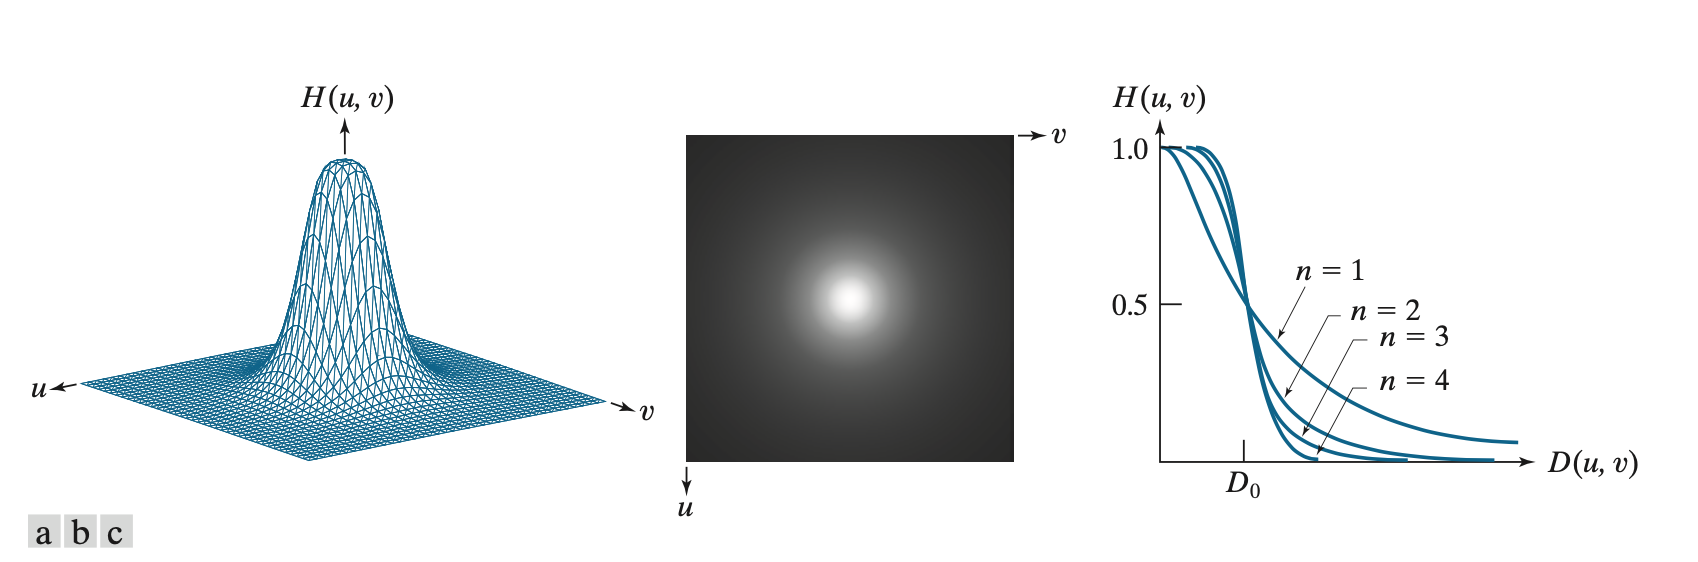 H(u, v)
u
v
v
u
H(u, v)
1.0
0.5
n = 1
n = 2
n = 3
n = 4
D₀
D(u, v)
a b c